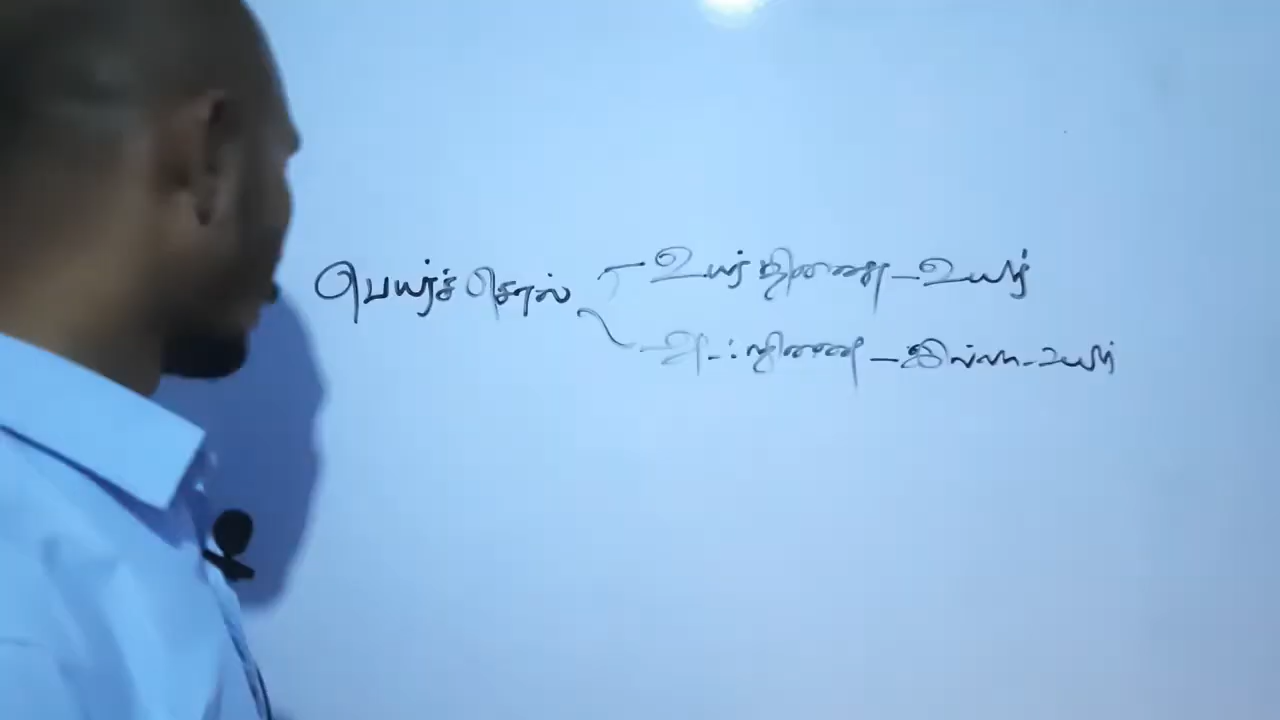 பெயர்ச் சொல்
உயர் திணை - உயர்
அஃறிணை - இல்லா உயர்